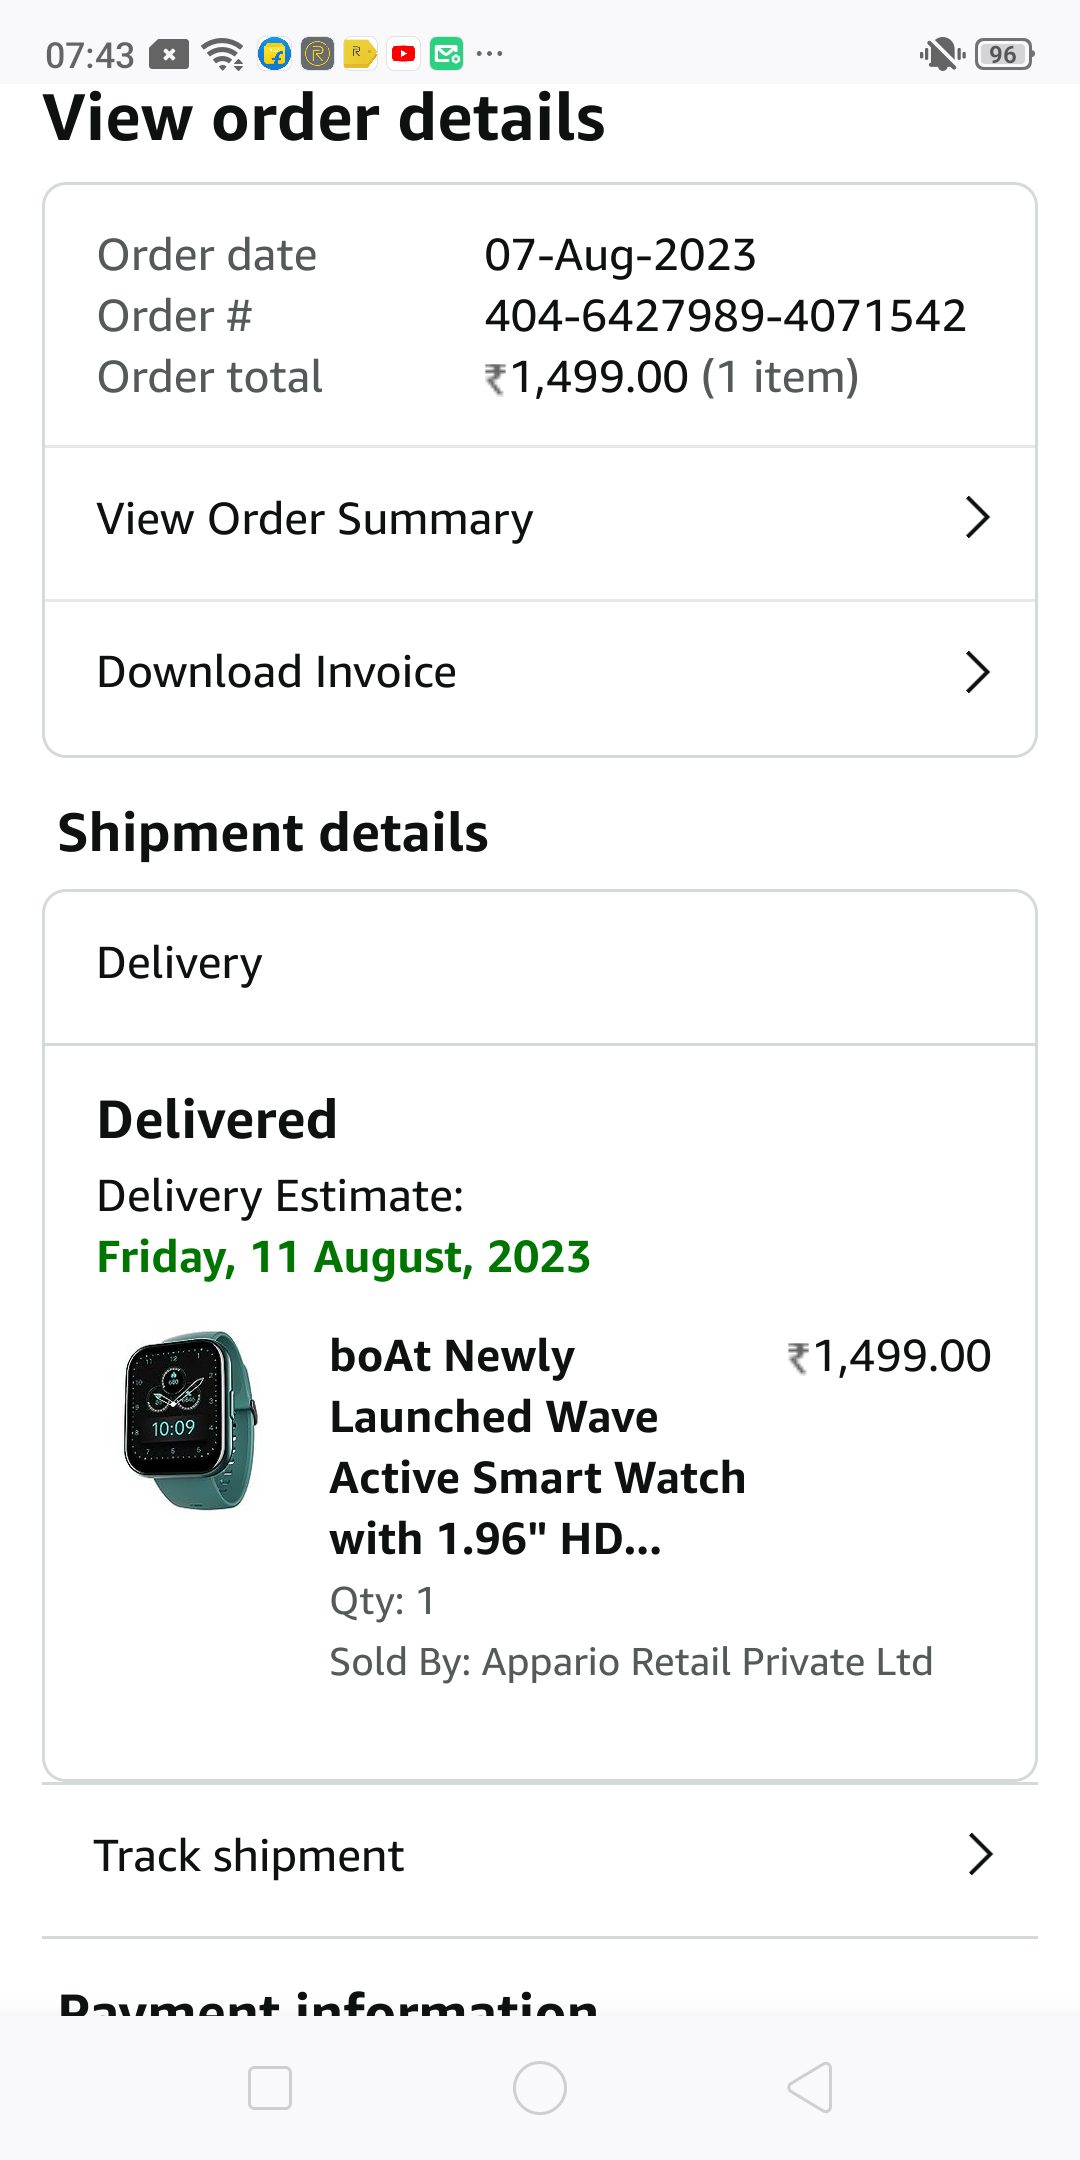 07:43
96
View order details
Order date 07-Aug-2023
Order # 404-6427989-4071542
Order total ₹1,499.00 (1 item)
View Order Summary
Download Invoice
Shipment details
Delivery
Delivered
Delivery Estimate:
Friday, 11 August, 2023
boAt Newly ₹1,499.00
Launched Wave
Active Smart Watch
with 1.96" HD...
Qty: 1
Sold By: Appario Retail Private Ltd
10:09
Track shipment
Payment information